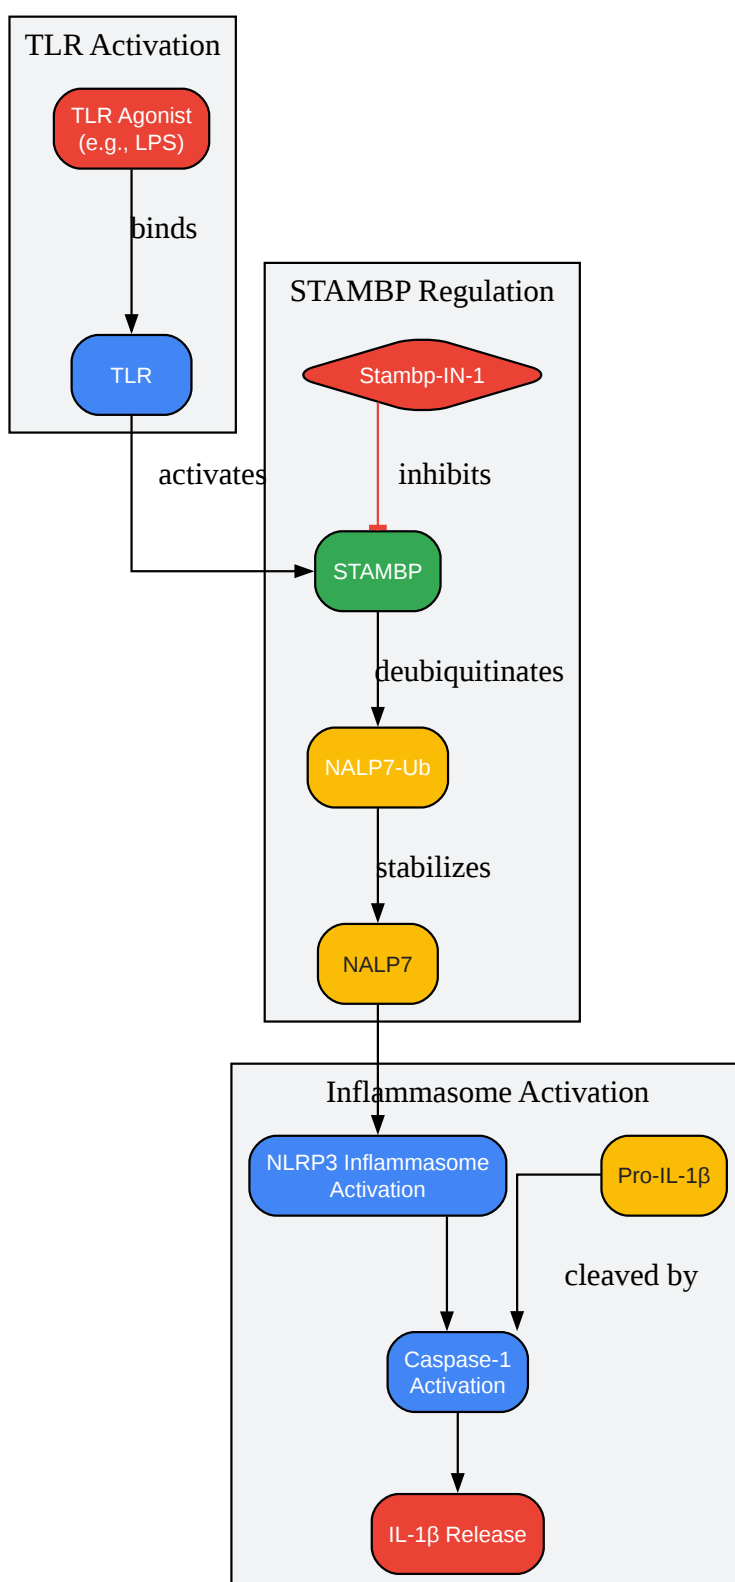 TLR Activation
TLR Agonist
(e.g., LPS)
binds
TLR
activates
STAMBP Regulation
Stambp-IN-1
inhibits
STAMBP
deubiquitinates
NALP7-Ub
stabilizes
NALP7
Inflammasome Activation
NLRP3 Inflammasome
Activation
Pro-IL-1β
cleaved by
Caspase-1
Activation
IL-1β Release